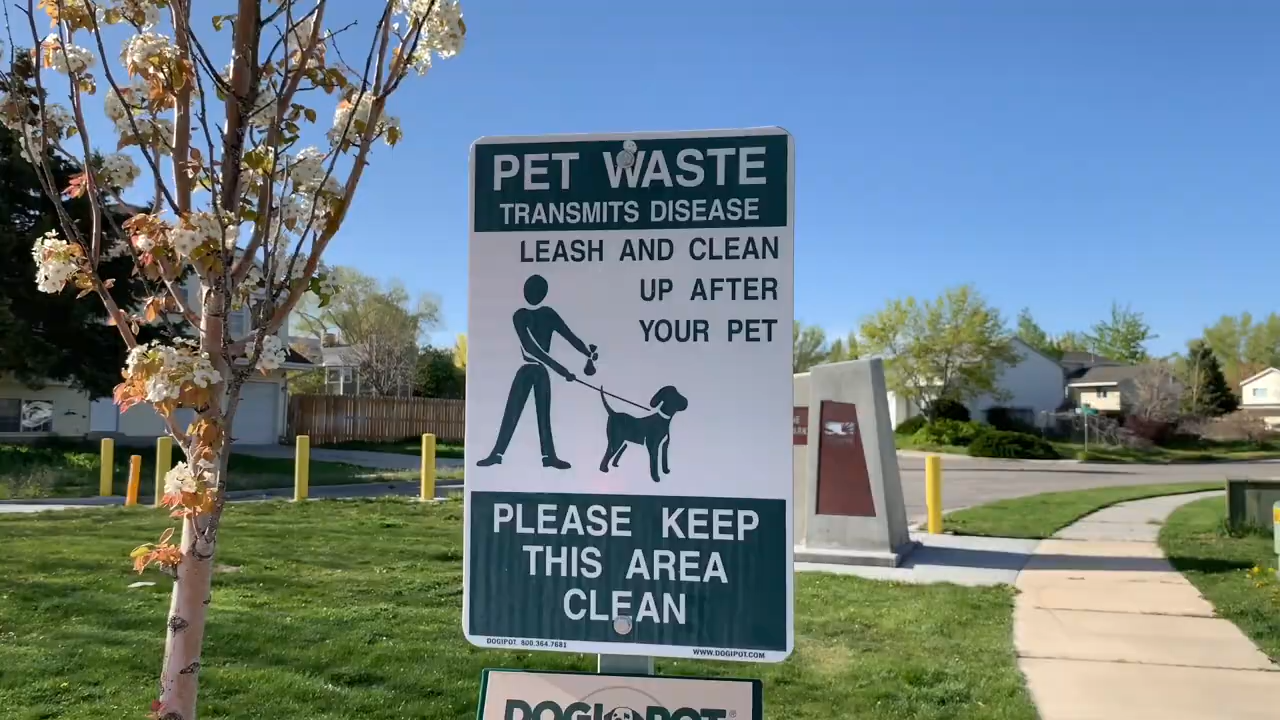 PET WASTE
TRANSMITS DISEASE
LEASH AND CLEAN
UP AFTER
YOUR PET
PLEASE KEEP
THIS AREA
CLEAN
DOGIPOT. 800.364.7681
WWW.DOGIPOT.COM
DOGIPOT®